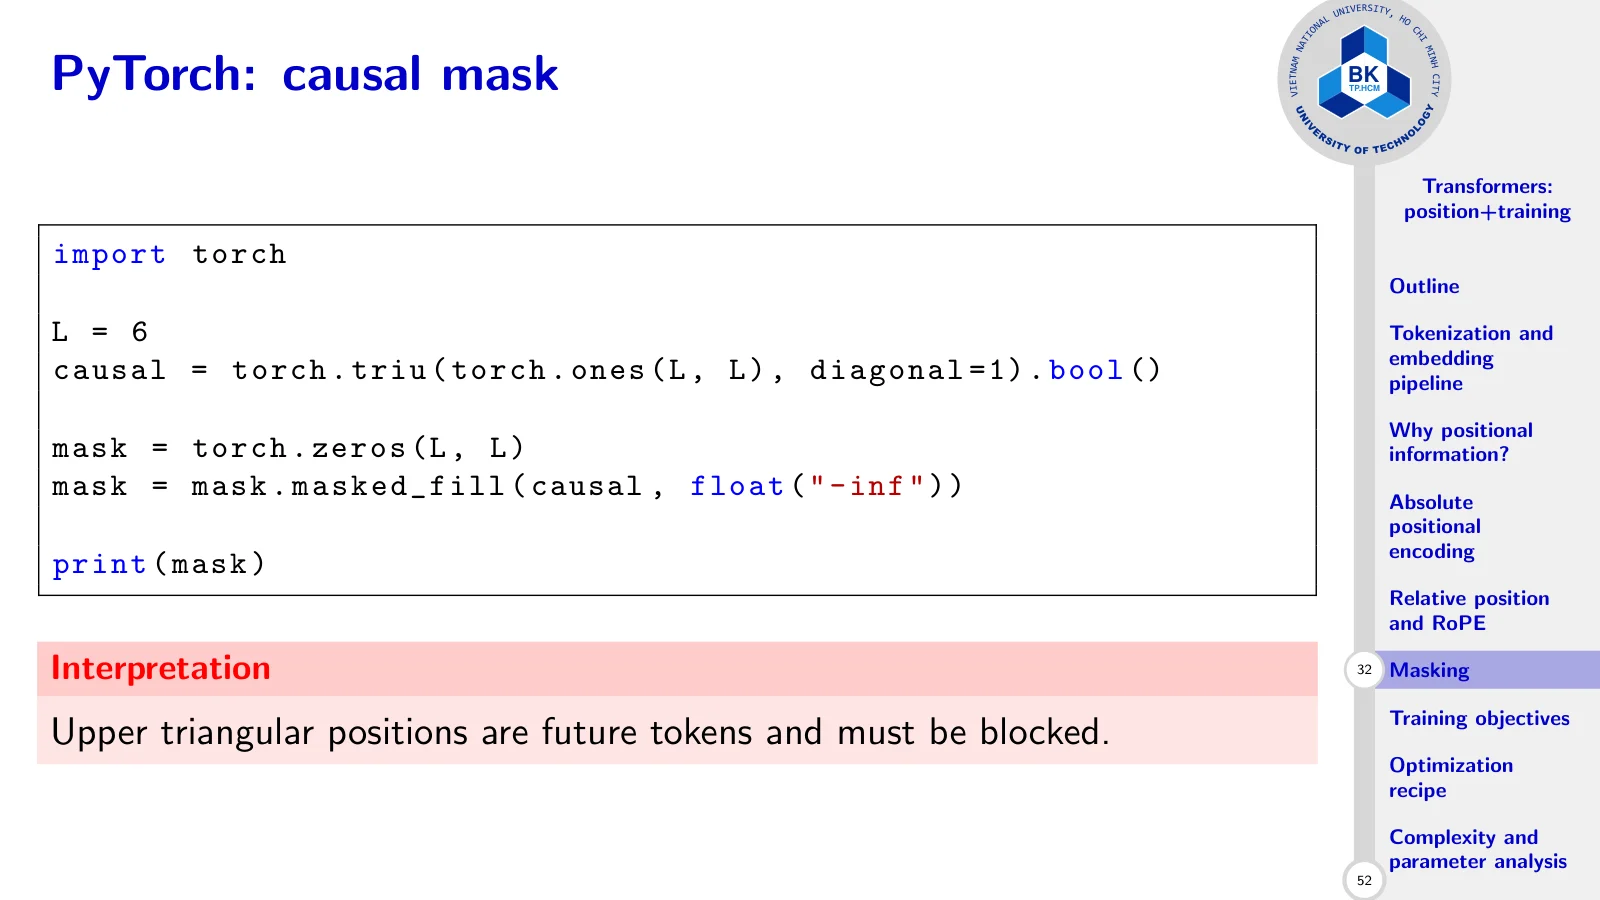 PyTorch: causal mask
import torch
L = 6
causal = torch.triu(torch.ones(L, L), diagonal=1).bool()
mask = torch.zeros(L, L)
mask = mask.masked_fill(causal, float("-inf"))
print(mask)
Interpretation
Upper triangular positions are future tokens and must be blocked.
VIETNAM NATIONAL UNIVERSITY, HO CHI MINH CITY
BK
TP.HCM
UNIVERSITY OF TECHNOLOGY
Transformers:
position+training
Outline
Tokenization and
embedding
pipeline
Why positional
information?
Absolute
positional
encoding
Relative position
and RoPE
32
Masking
Training objectives
Optimization
recipe
Complexity and
parameter analysis
52